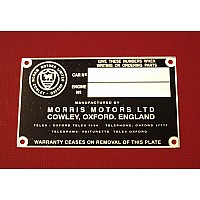 GIVE THESE NUMBERS WHEN
WRITING OR ORDERING PARTS
CAR Nº
ENGINE Nº
MANUFACTURED BY
MORRIS MOTORS LTD
COWLEY, OXFORD, ENGLAND
TELEGRAMS: VOITURETTE TELEX OXFORD
WARRANTY CEASES ON REMOVAL OF THIS PLATE